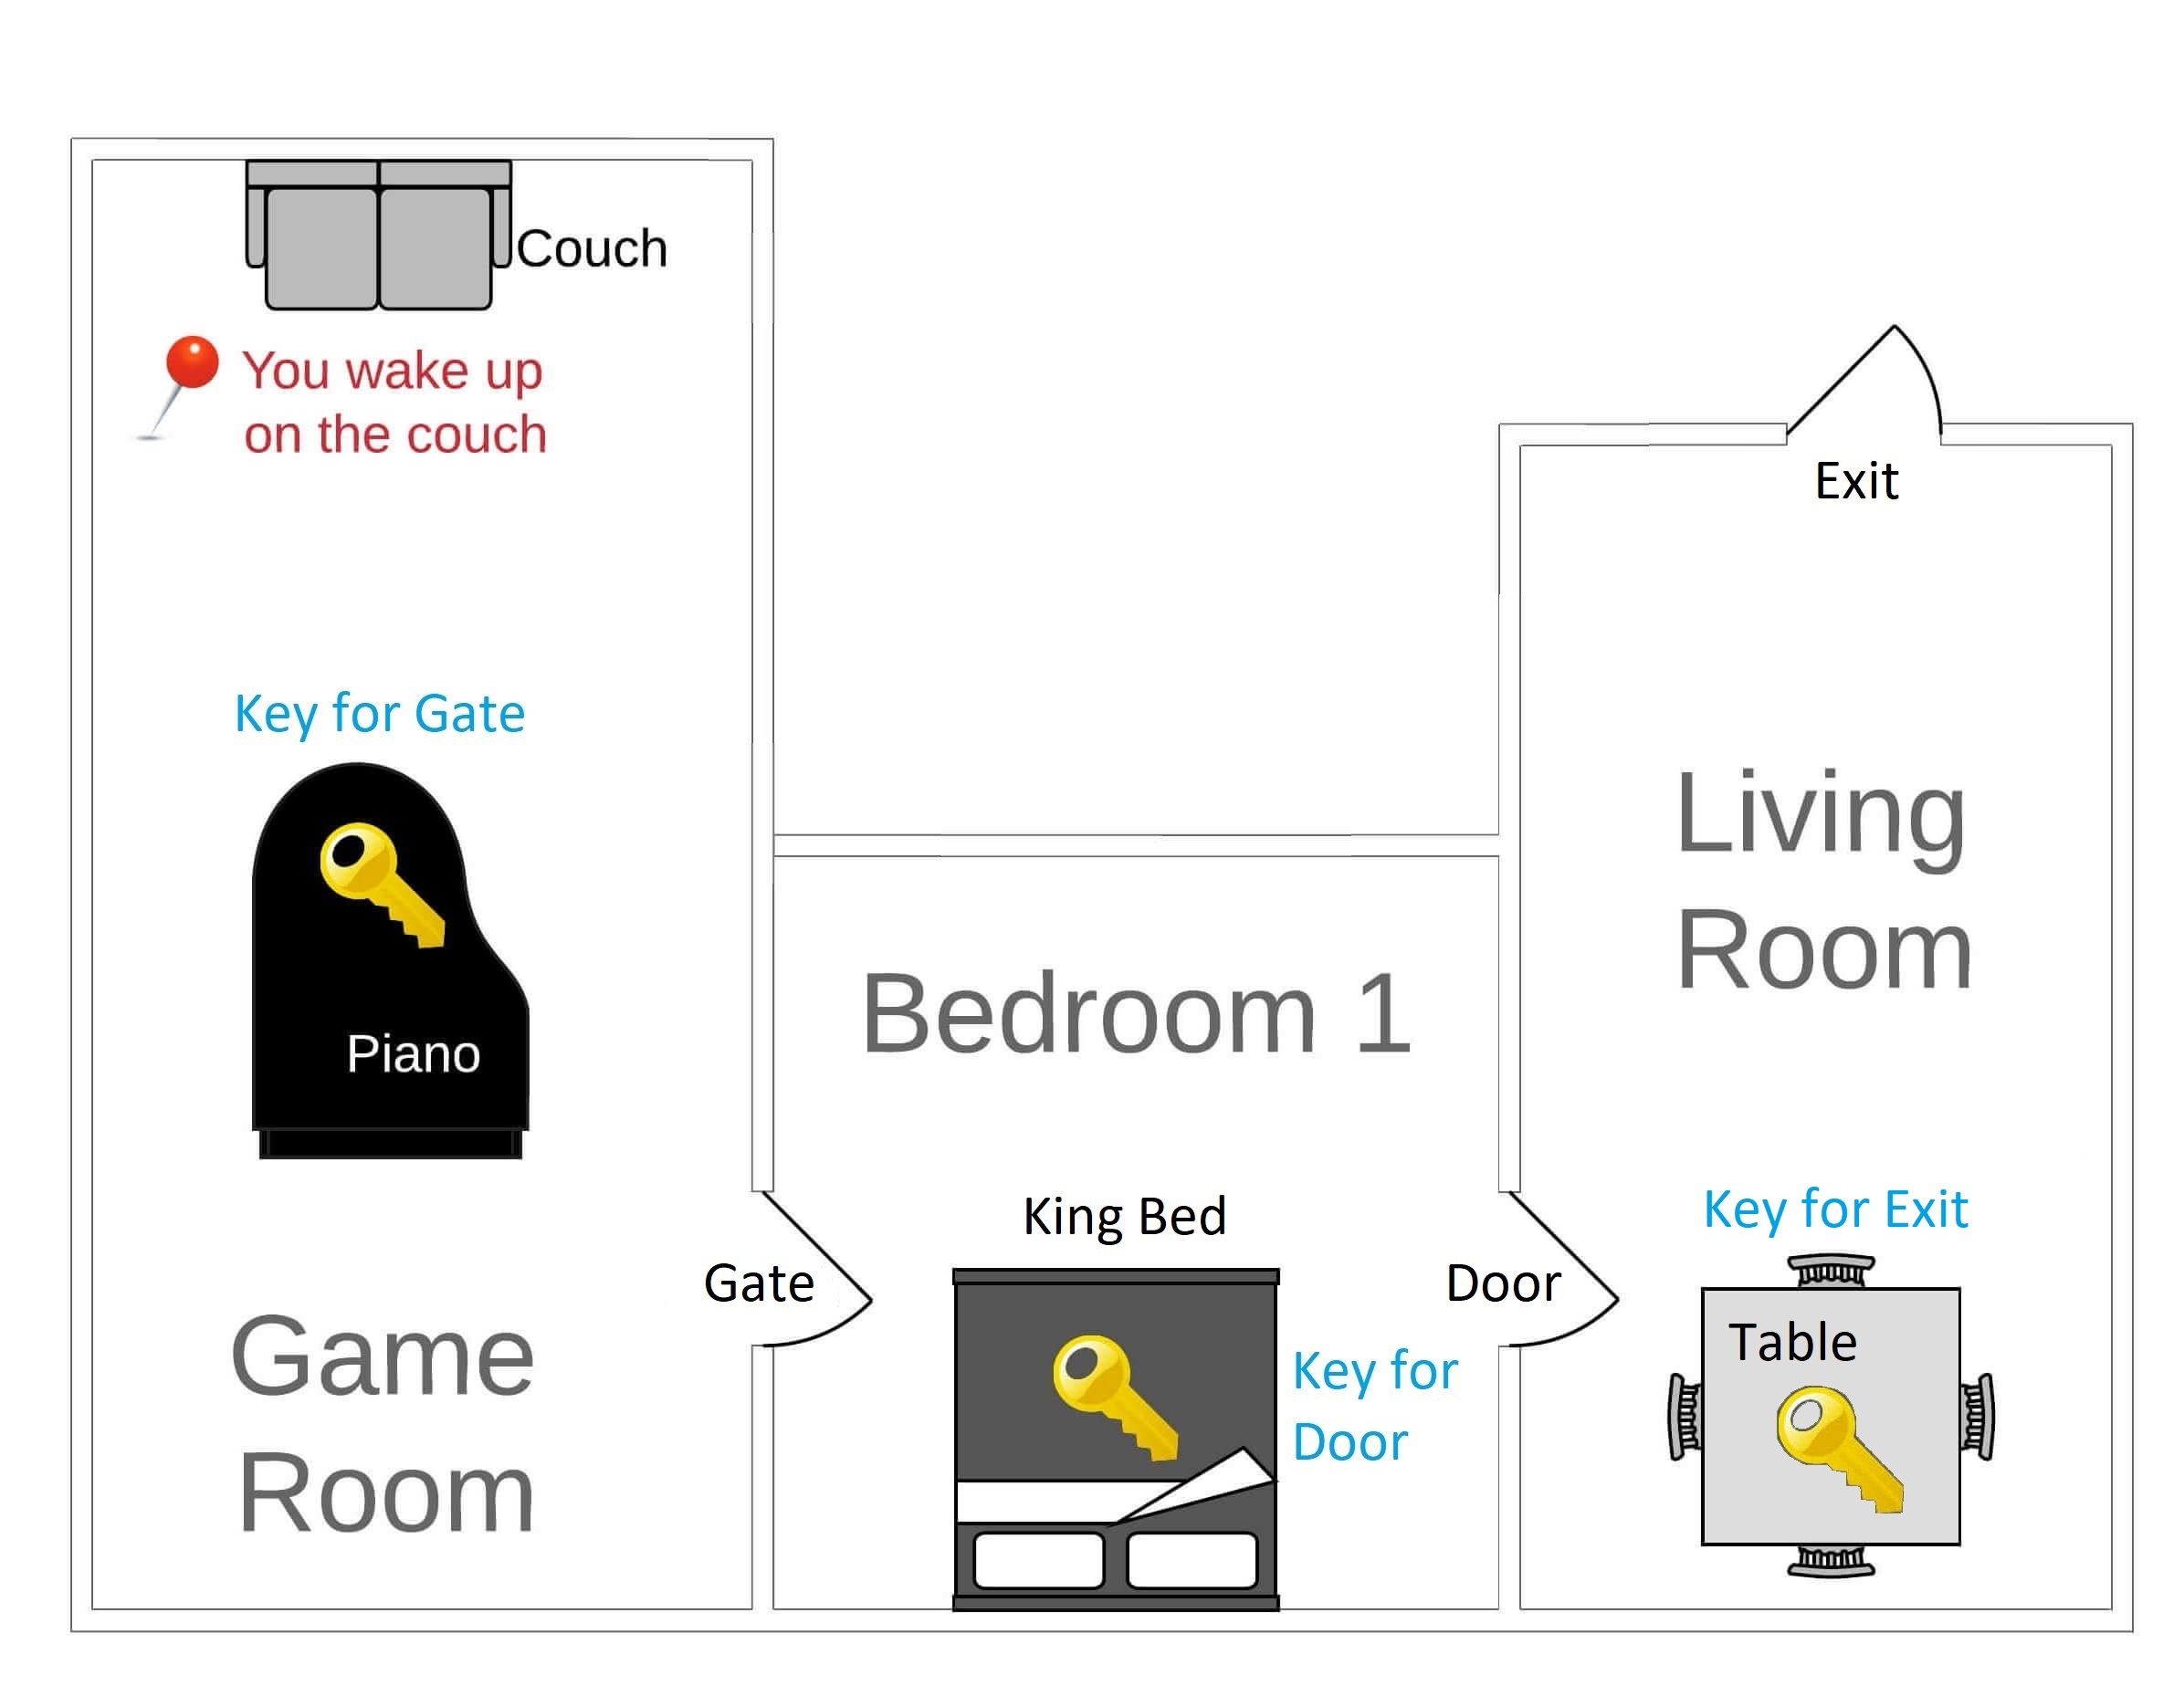 Couch
You wake up
on the couch
Exit
Key for Gate
Living
Room
Piano
Bedroom 1
King Bed
Key for Exit
Gate
Door
Game
Room
Key for
Door
Table